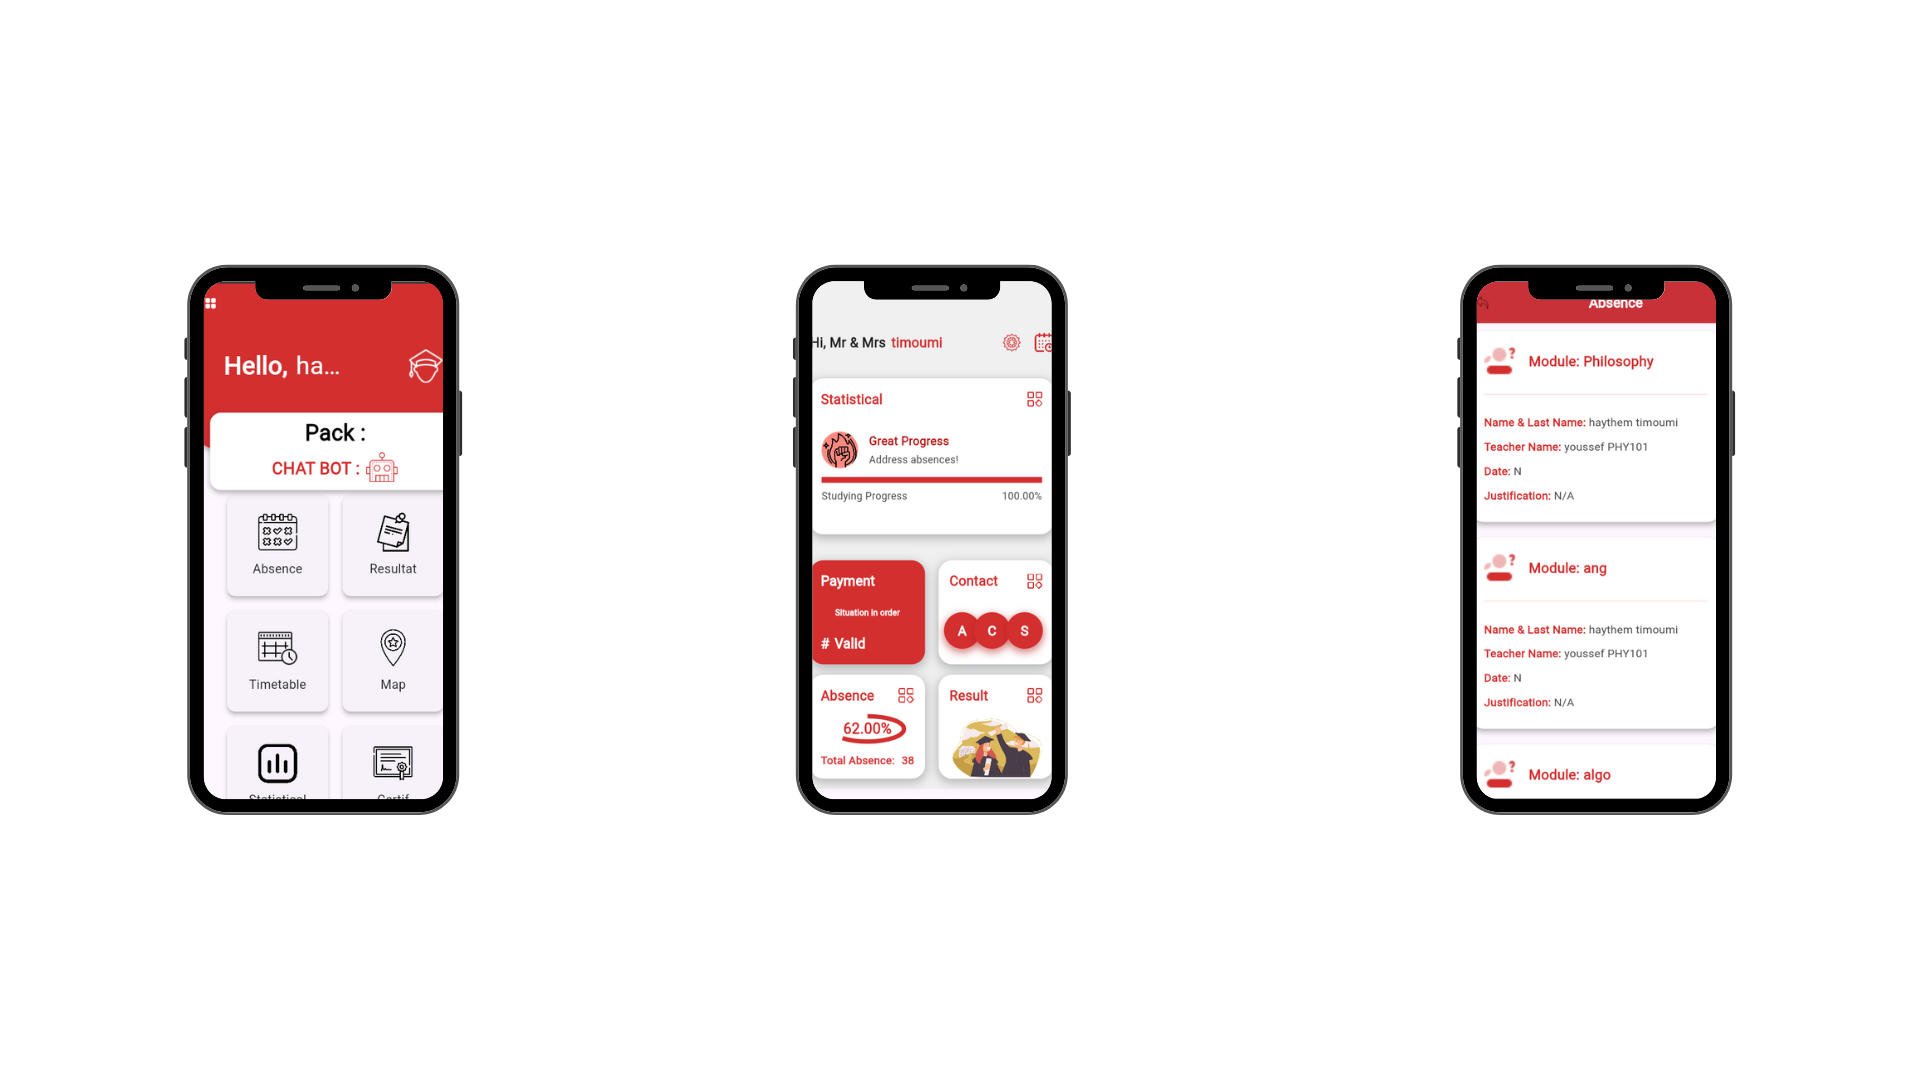 Hello, ha...
Pack :
CHAT BOT :
Absence
Resultat
Timetable
Map
Statistical
Certif
Hi, Mr & Mrs timoumi
Statistical
Great Progress
Address absences!
Studying Progress
100.00%
Payment
Situation in order
# Valid
Contact
A
C
S
Absence
62.00%
Total Absence: 38
Result
Absence
Module: Philosophy
Name & Last Name: haythem timoumi
Teacher Name: youssef PHY101
Date: N
Justification: N/A
Module: ang
Name & Last Name: haythem timoumi
Teacher Name: youssef PHY101
Date: N
Justification: N/A
Module: algo